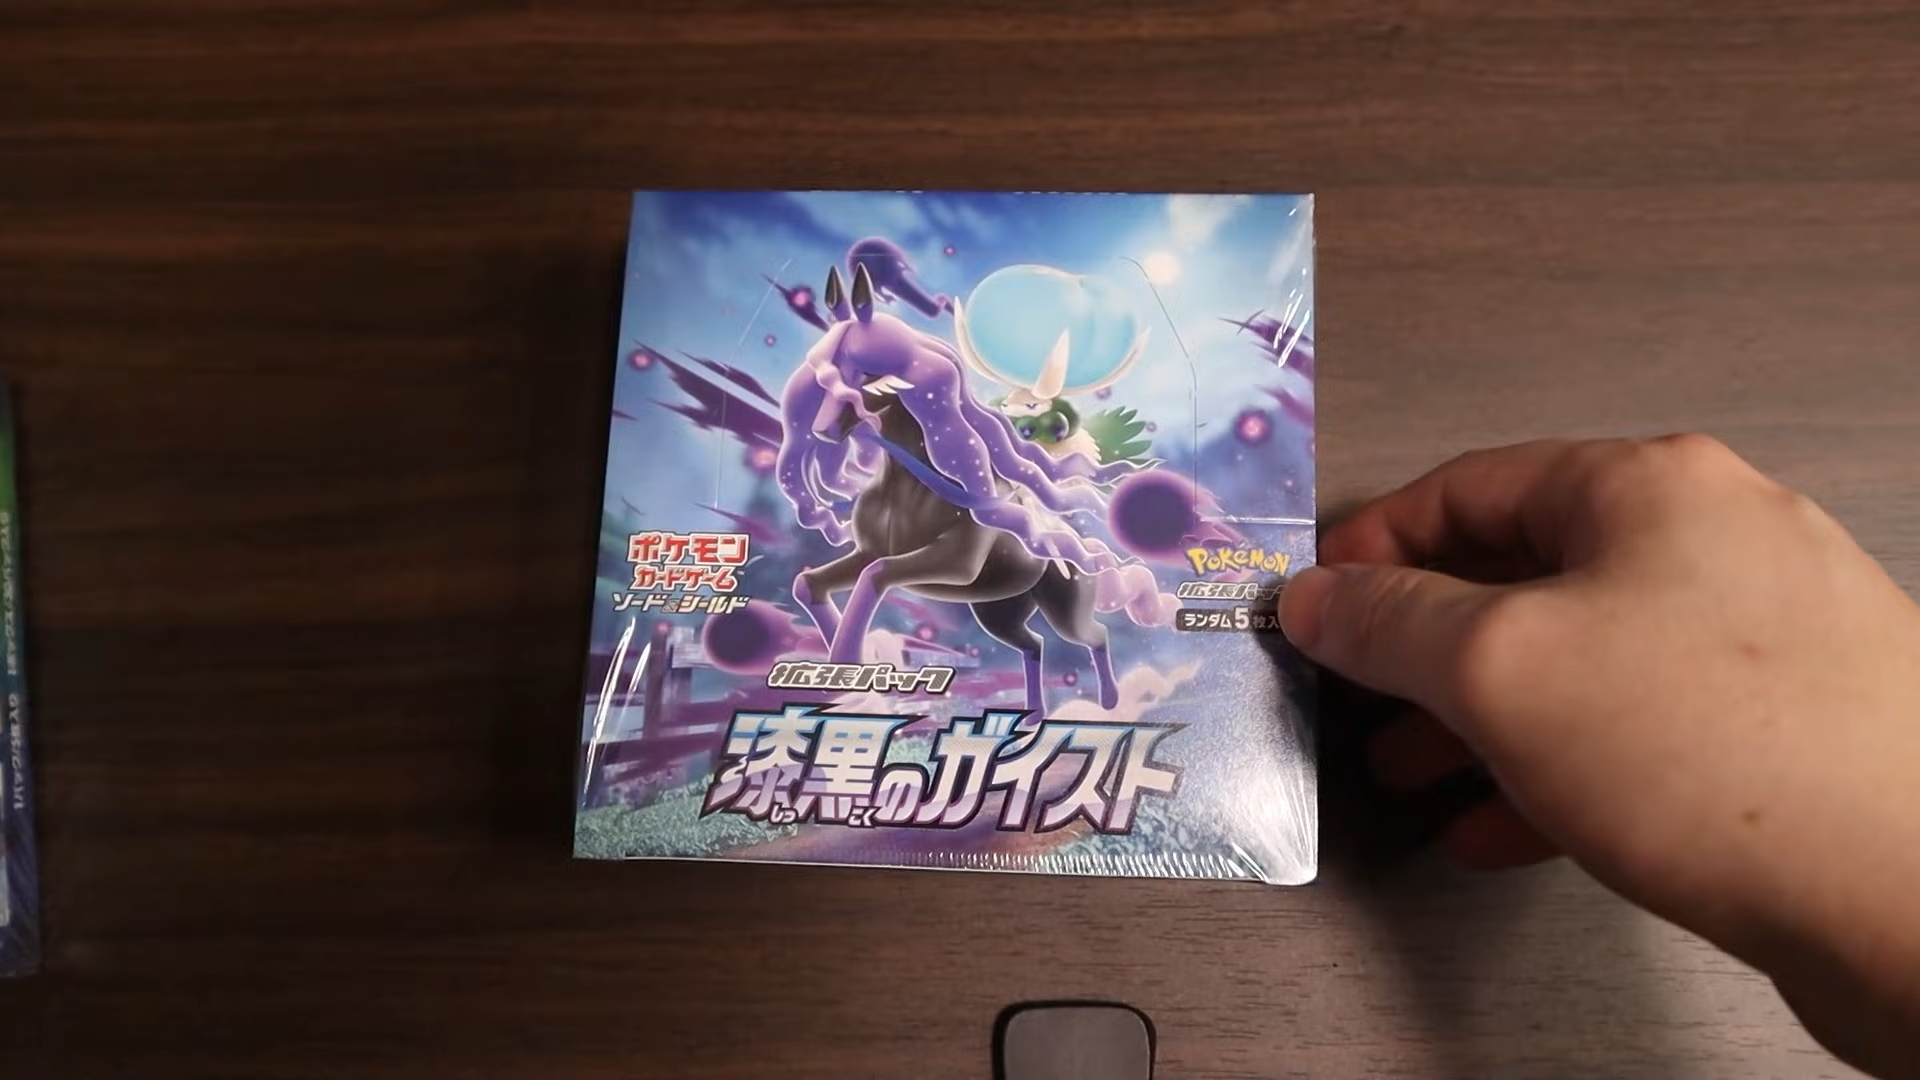 ポケモン
カードゲーム
ソード&シールド
Pokémon
拡張パック
ランダム5枚入
拡張パック
漆黒のガイスト
しっこく